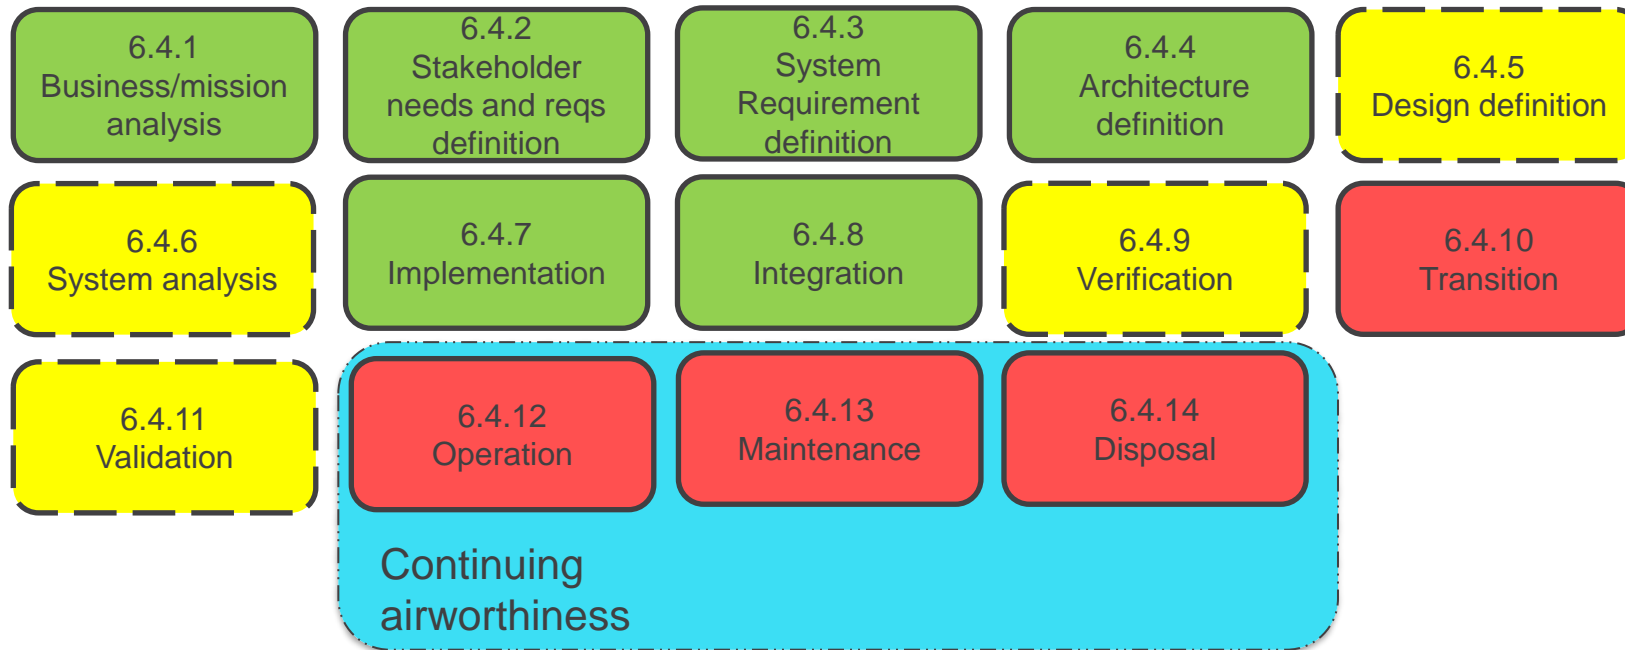 6.4.1
Business/mission
analysis
6.4.2
Stakeholder
needs and reqs
definition
6.4.3
System
Requirement
definition
6.4.4
Architecture
definition
6.4.5
Design definition
6.4.6
System analysis
6.4.7
Implementation
6.4.8
Integration
6.4.9
Verification
6.4.10
Transition
6.4.11
Validation
6.4.12
Operation
6.4.13
Maintenance
6.4.14
Disposal
Continuing
airworthiness